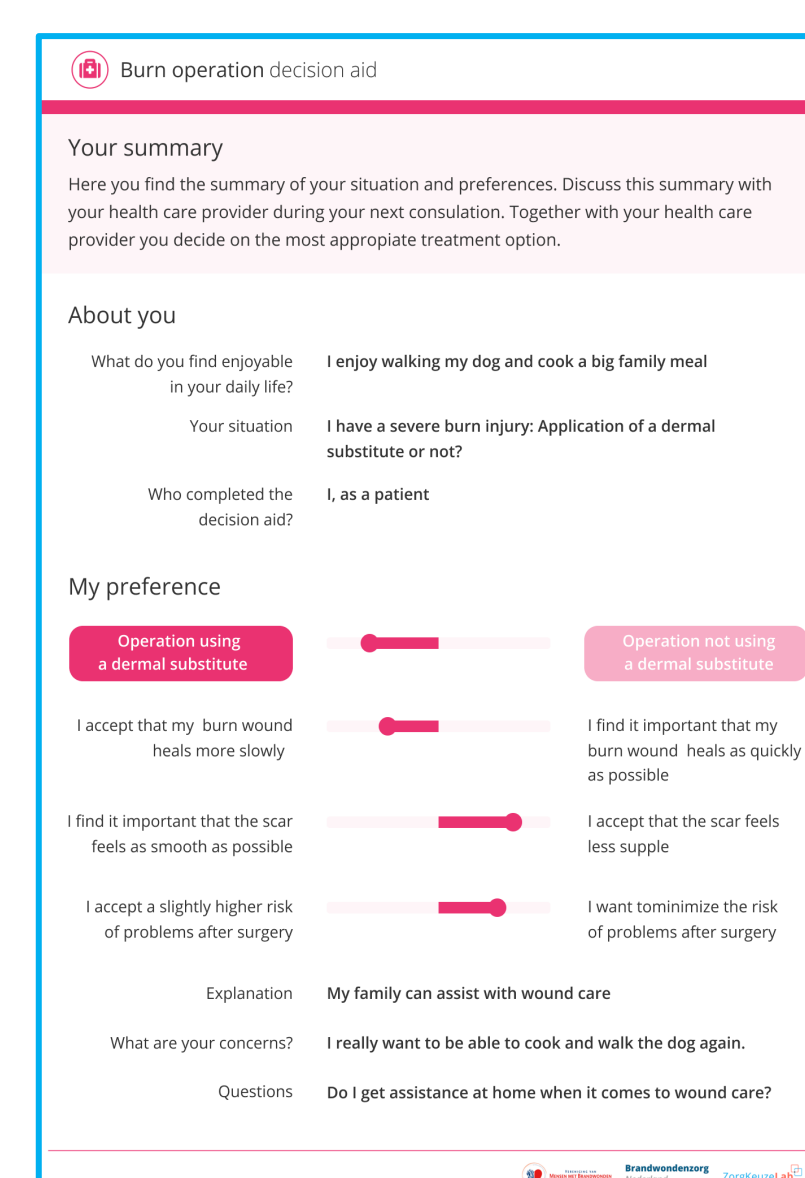 Burn operation decision aid
Your summary
Here you find the summary of your situation and preferences. Discuss this summary with
your health care provider during your next consulation. Together with your health care
provider you decide on the most appropiate treatment option.
About you
What do you find enjoyable
in your daily life?
I enjoy walking my dog and cook a big family meal
Your situation
I have a severe burn injury: Application of a dermal
substitute or not?
Who completed the
decision aid?
I, as a patient
My preference
Operation using
a dermal substitute
Operation not using
a dermal substitute
I accept that my burn wound
heals more slowly
I find it important that my
burn wound heals as quickly
as possible
I find it important that the scar
feels as smooth as possible
I accept that the scar feels
less supple
I accept a slightly higher risk
of problems after surgery
I want tominimize the risk
of problems after surgery
Explanation
My family can assist with wound care
What are your concerns?
I really want to be able to cook and walk the dog again.
Questions
Do I get assistance at home when it comes to wound care?
Vereniging van
Mensen met Brandwonden
Brandwondenzorg
Nederland
ZorgKeuzeLab